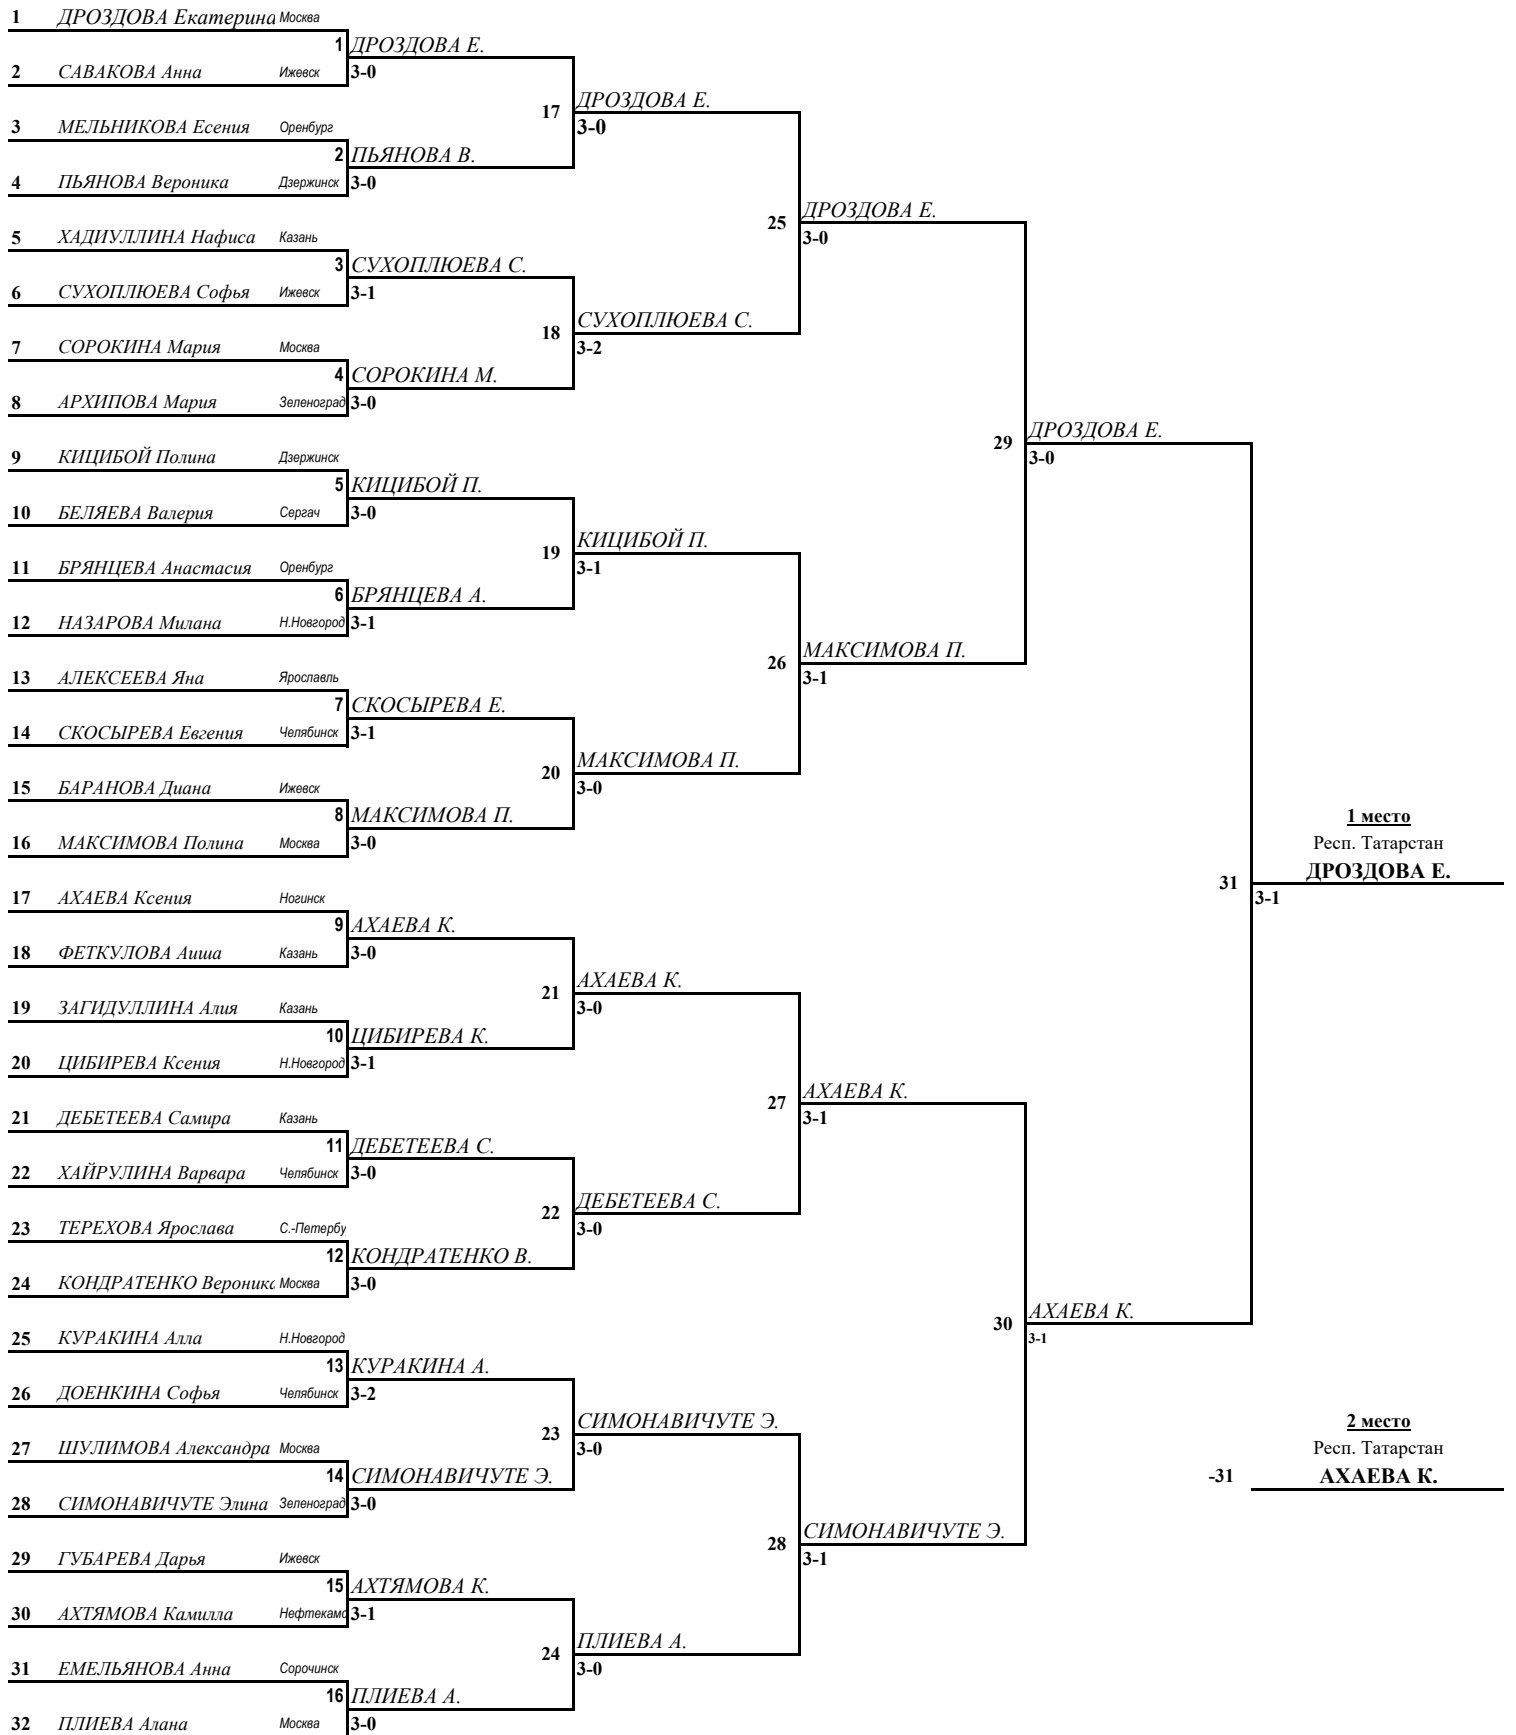 1 ДРОЗДОВА Екатерина Москва
1 ДРОЗДОВА Е.
2 САВАКОВА Анна Ижевск 3-0
17 ДРОЗДОВА Е.
3 МЕЛЬНИКОВА Есения Оренбург 3-0
2 ПЬЯНОВА В.
4 ПЬЯНОВА Вероника Дзержинск 3-0
25 ДРОЗДОВА Е.
5 ХАДИУЛЛИНА Нафиса Казань 3-0
3 СУХОПЛЮЕВА С.
6 СУХОПЛЮЕВА Софья Ижевск 3-1
18 СУХОПЛЮЕВА С.
7 СОРОКИНА Мария Москва 3-2
4 СОРОКИНА М.
8 АРХИПОВА Мария Зеленоград 3-0
29 ДРОЗДОВА Е.
9 КИЦИБОЙ Полина Дзержинск 3-0
5 КИЦИБОЙ П.
10 БЕЛЯЕВА Валерия Сергач 3-0
19 КИЦИБОЙ П.
11 БРЯНЦЕВА Анастасия Оренбург 3-1
6 БРЯНЦЕВА А.
12 НАЗАРОВА Милана Н.Новгород 3-1
26 МАКСИМОВА П.
13 АЛЕКСЕЕВА Яна Ярославль 3-1
7 СКОСЫРЕВА Е.
14 СКОСЫРЕВА Евгения Челябинск 3-1
20 МАКСИМОВА П.
15 БАРАНОВА Диана Ижевск 3-0
8 МАКСИМОВА П. 1 место
16 МАКСИМОВА Полина Москва 3-0 Респ. Татарстан
31 ДРОЗДОВА Е.
17 АХАЕВА Ксения Ногинск 3-1
9 АХАЕВА К.
18 ФЕТКУЛОВА Аиша Казань 3-0
21 АХАЕВА К.
19 ЗАГИДУЛЛИНА Алия Казань 3-0
10 ЦИБИРЕВА К.
20 ЦИБИРЕВА Ксения Н.Новгород 3-1
27 АХАЕВА К.
21 ДЕБЕТЕЕВА Самира Казань 3-1
11 ДЕБЕТЕЕВА С.
22 ХАЙРУЛИНА Варвара Челябинск 3-0
22 ДЕБЕТЕЕВА С.
23 ТЕРЕХОВА Ярослава С.-Петербу 3-0
12 КОНДРАТЕНКО В.
24 КОНДРАТЕНКО Вероника Москва 3-0
30 АХАЕВА К.
25 КУРАКИНА Алла Н.Новгород 3-1
13 КУРАКИНА А.
26 ДОЕНКИНА Софья Челябинск 3-2
23 СИМОНАВИЧУТЕ Э. 2 место
27 ШУЛИМОВА Александра Москва 3-0 Респ. Татарстан
14 СИМОНАВИЧУТЕ Э. -31 АХАЕВА К.
28 СИМОНАВИЧУТЕ Элина Зеленоград 3-0
28 СИМОНАВИЧУТЕ Э.
29 ГУБАРЕВА Дарья Ижевск 3-1
15 АХТЯМОВА К.
30 АХТЯМОВА Камилла Нефтекамс 3-1
24 ПЛИЕВА А.
31 ЕМЕЛЬЯНОВА Анна Сорочинск 3-0
16 ПЛИЕВА А.
32 ПЛИЕВА Алана Москва 3-0